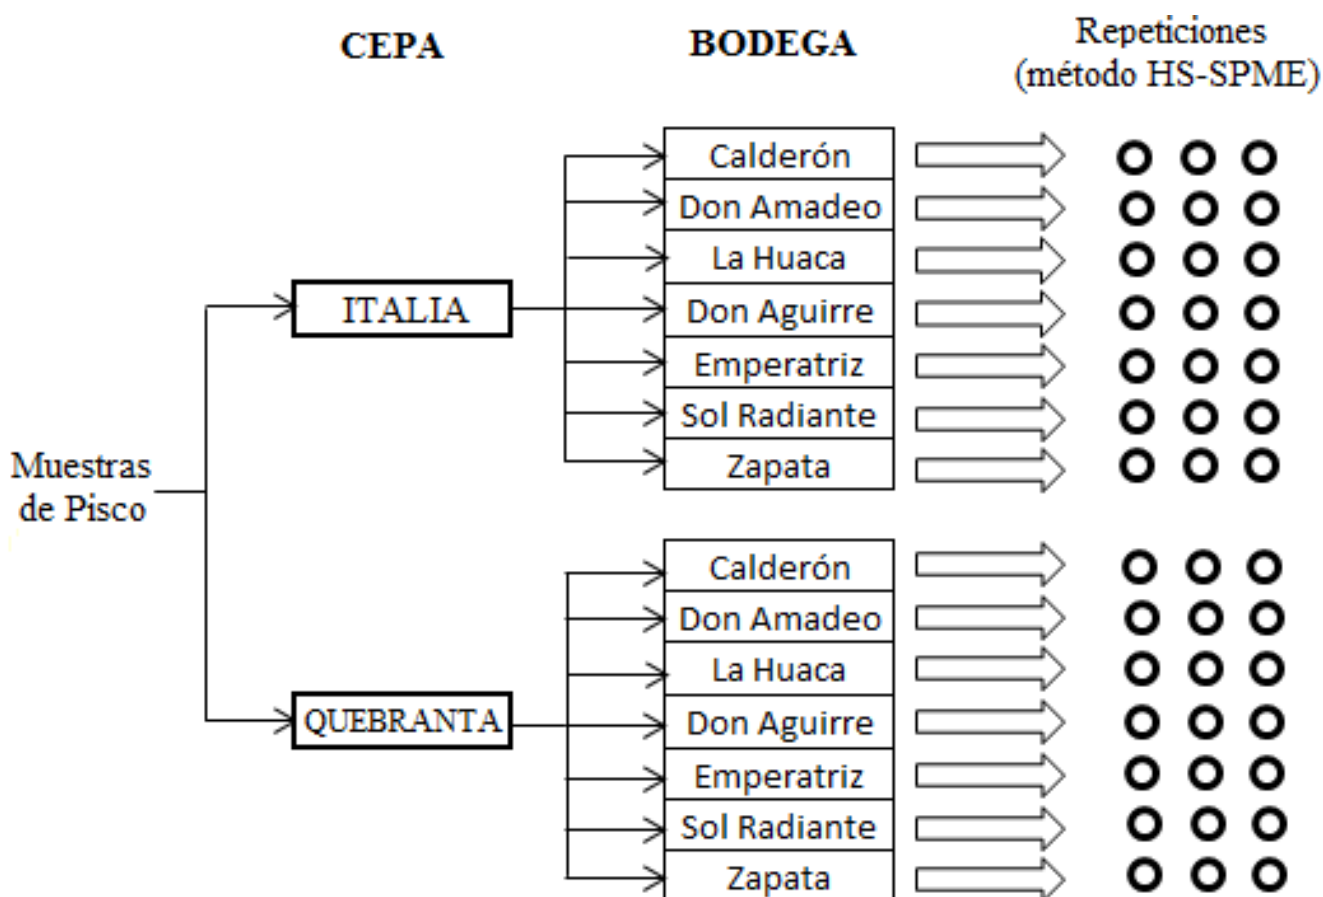 CEPA
BODEGA
Repeticiones
(método HS-SPME)
Calderón
Don Amadeo
La Huaca
ITALIA
Don Aguirre
Emperatriz
Sol Radiante
Zapata
Muestras
de Pisco
Calderón
Don Amadeo
La Huaca
QUEBRANTA
Don Aguirre
Emperatriz
Sol Radiante
Zapata